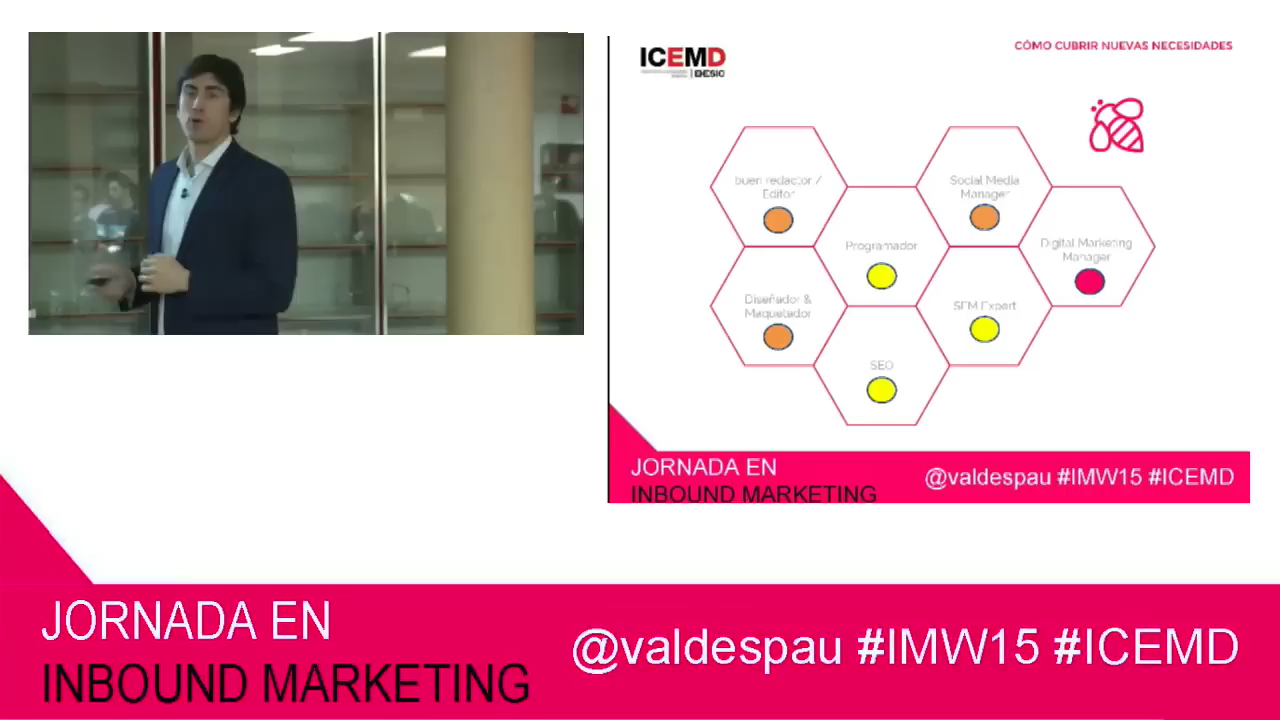 ICEMD
ESIC
CÓMO CUBRIR NUEVAS NECESIDADES
buen redactor /
Editor
Social Media
Manager
Programador
Digital Marketing
Manager
Diseñador &
Maquetador
SEM Expert
SEO
JORNADA EN
INBOUND MARKETING
@valdespau #IMW15 #ICEMD
JORNADA EN
INBOUND MARKETING
@valdespau #IMW15 #ICEMD